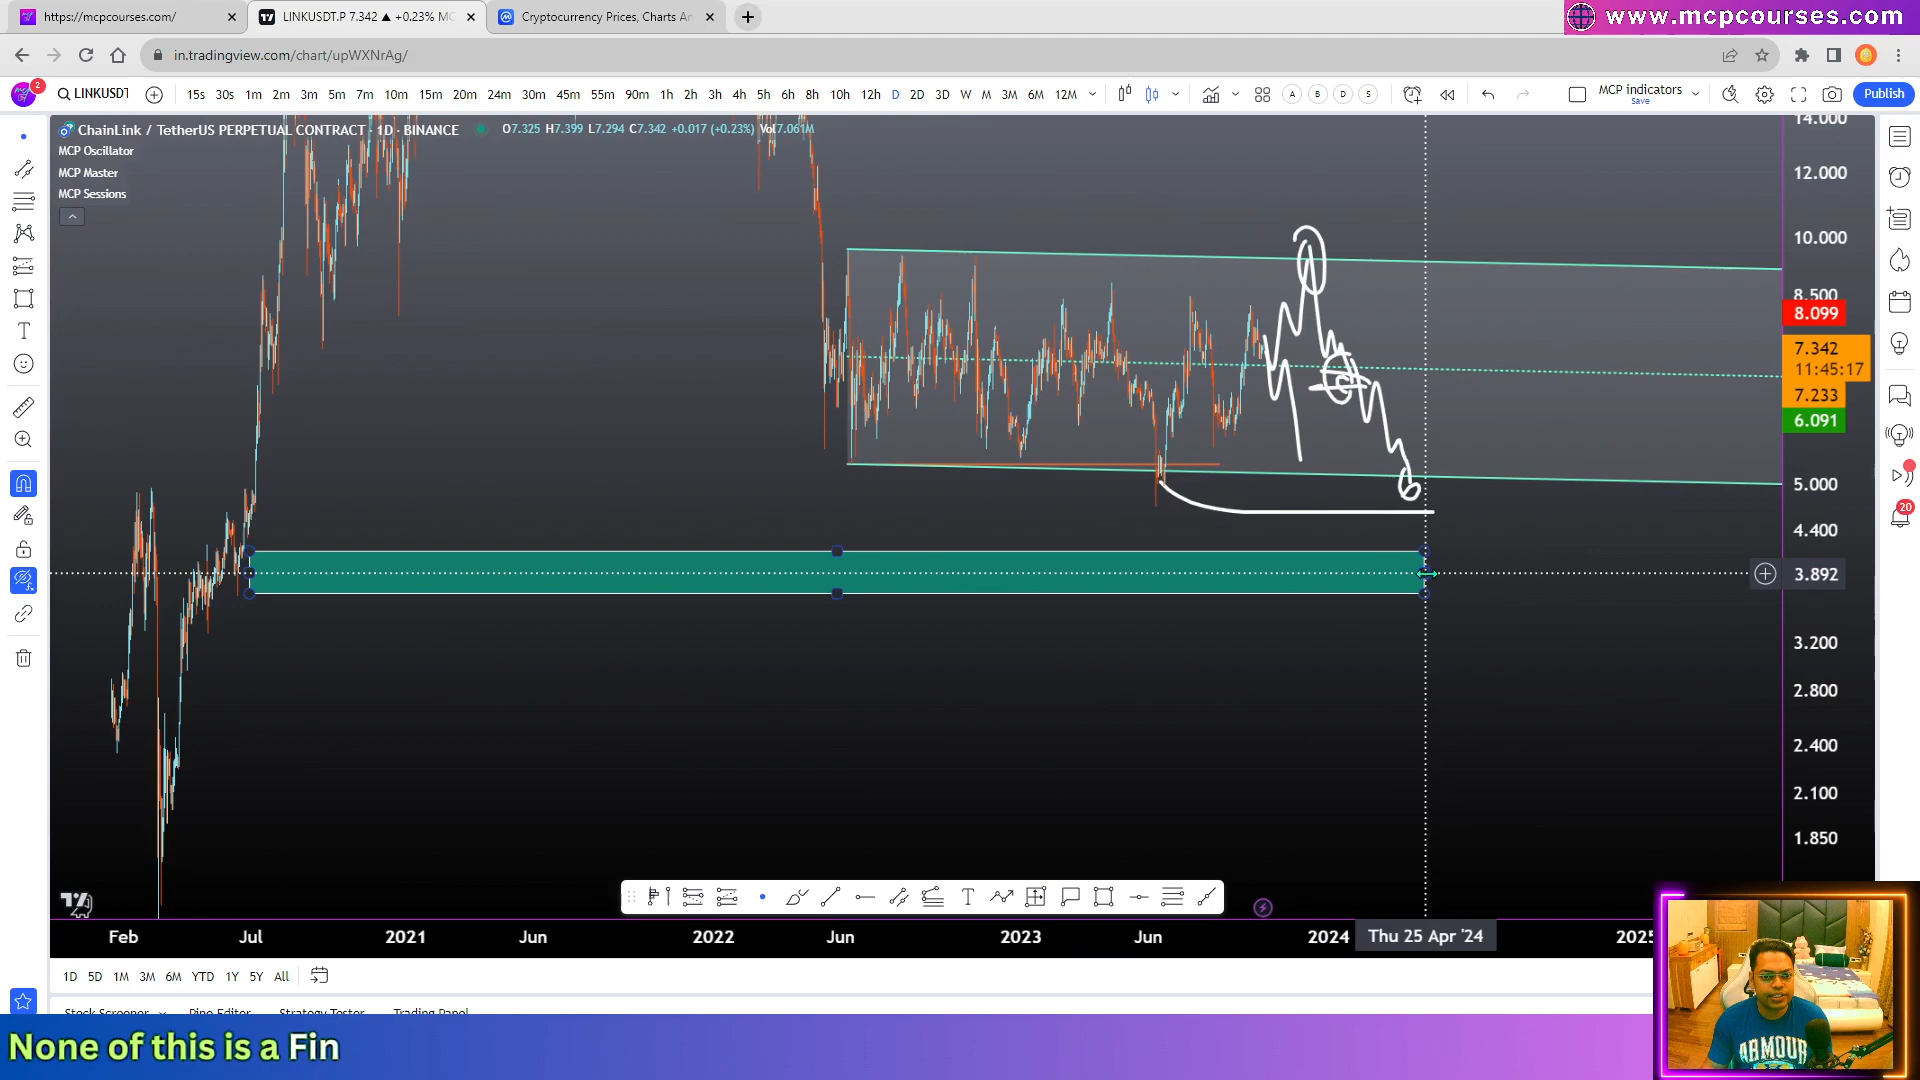 https://mcpcourses.com/
LINKUSDT.P 7.342 ▲ +0.23% MC
Cryptocurrency Prices, Charts An
www.mcpcourses.com
in.tradingview.com/chart/upWXNrAg/
2
LINKUSDT
15s 30s 1m 2m 3m 5m 7m 10m 15m 20m 24m 30m 45m 55m 90m 1h 2h 3h 4h 5h 6h 8h 10h 12h D 2D 3D W M 3M 6M 12M
A B D S
MCP Indicators
Save
Publish
ChainLink / TetherUS PERPETUAL CONTRACT · 1D · BINANCE
O7.325 H7.399 L7.294 C7.342 +0.017 (+0.23%) Vol7.061M
MCP Oscillator
MCP Master
MCP Sessions
14.000
12.000
10.000
8.500
8.099
7.342
11:45:17
7.233
6.091
5.000
4.400
3.892
3.200
2.800
2.400
2.100
1.850
20
Feb Jul 2021 Jun 2022 Jun 2023 Jun 2024 Thu 25 Apr '24 2025
1D 5D 1M 3M 6M YTD 1Y 5Y All
Stock Screener Pine Editor Strategy Tester Trading Panel
None of this is a Fin
ARMOUR